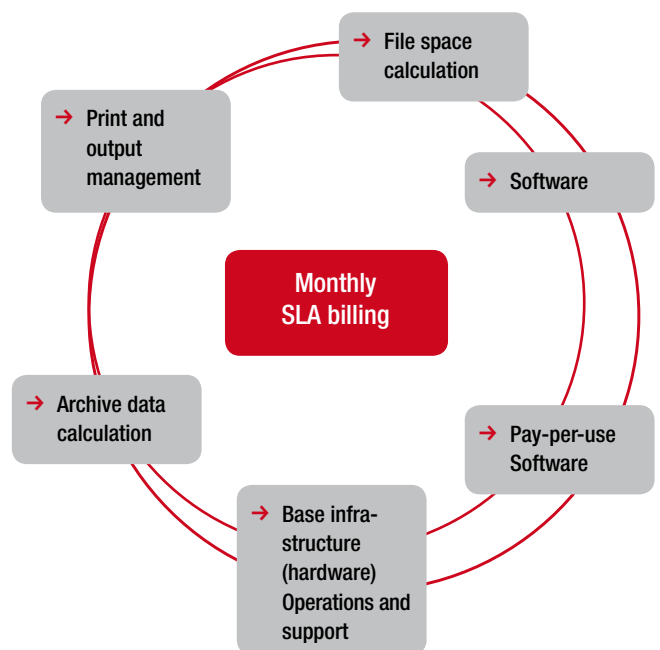 → File space
calculation
→ Print and
output
management
→ Software
Monthly
SLA billing
→ Archive data
calculation
→ Pay-per-use
Software
→ Base infra-
structure
(hardware)
Operations and
support